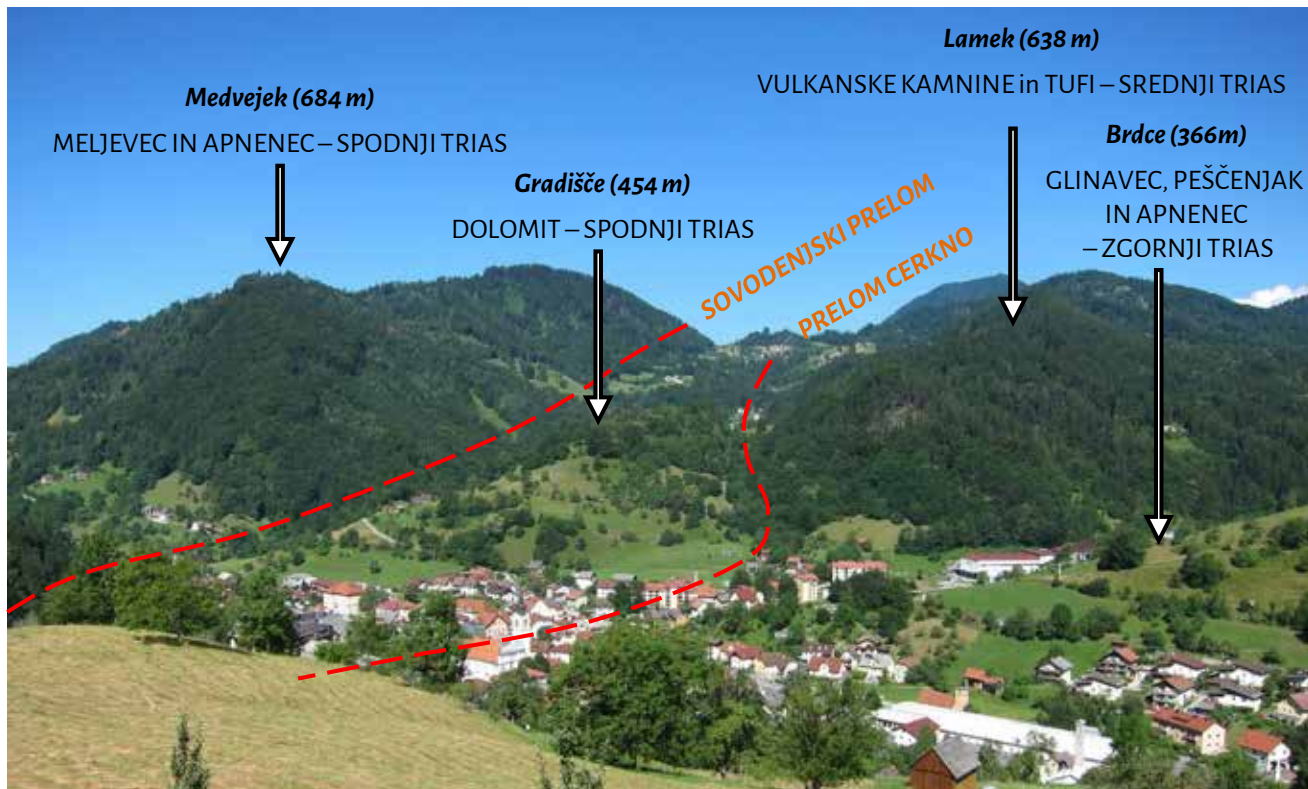 Medvejek (684 m)
MELJEVEC IN APNENEC – SPODNJI TRIAS
Gradišče (454 m)
DOLOMIT – SPODNJI TRIAS
SOVODENJSKI PRELOM
PRELOM CERKNO
Lamek (638 m)
VULKANSKE KAMNINE in TUFI – SREDNJI TRIAS
Brdce (366m)
GLINAVEC, PEŠČENJAK
IN APNENEC
– ZGORNJI TRIAS